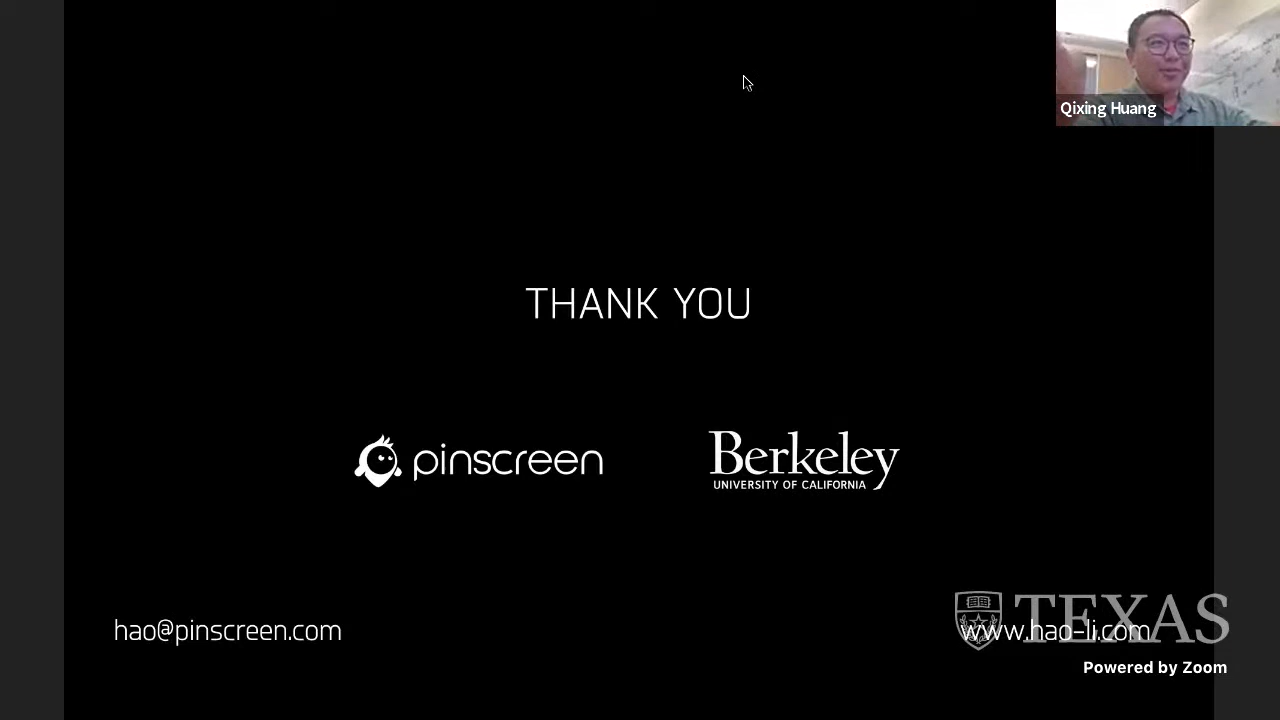 Qixing Huang
THANK YOU
pinscreen
Berkeley
UNIVERSITY OF CALIFORNIA
TEXAS
hao@pinscreen.com
www.hao-li.com
Powered by Zoom